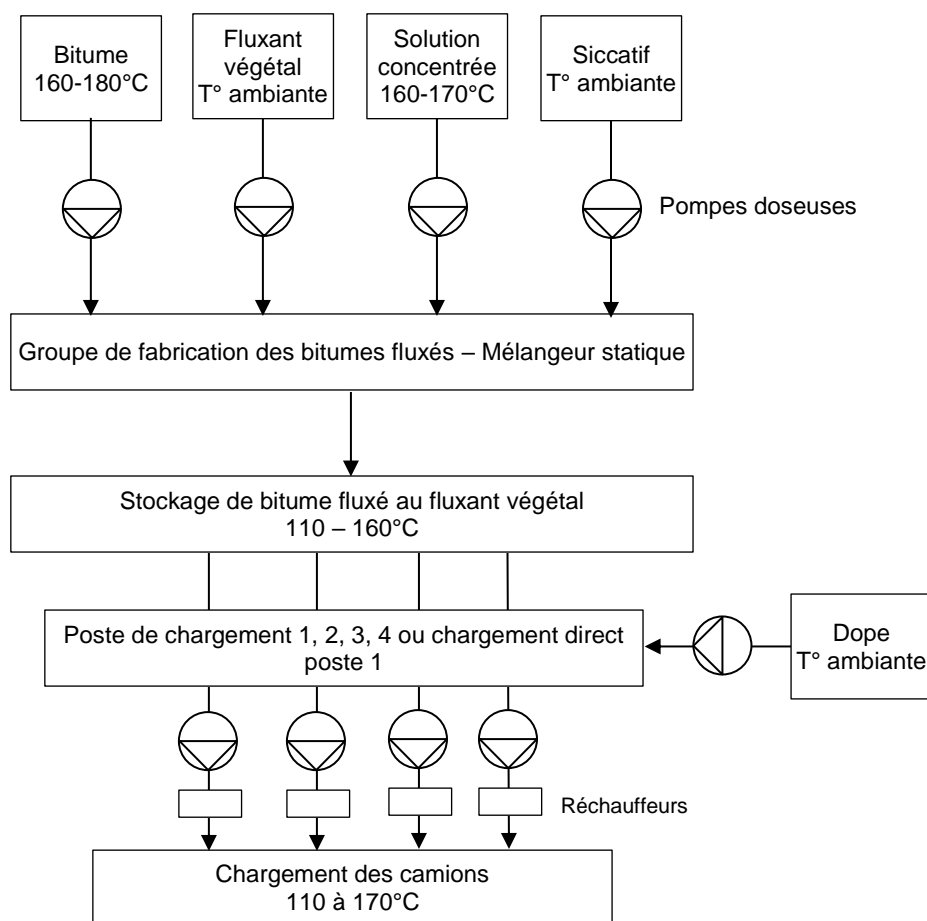 Bitume
160-180°C
Fluxant
végétal
T° ambiante
Solution
concentrée
160-170°C
Siccatif
T° ambiante
Pompes doseuses
Groupe de fabrication des bitumes fluxés – Mélangeur statique
Stockage de bitume fluxé au fluxant végétal
110 – 160°C
Poste de chargement 1, 2, 3, 4 ou chargement direct
poste 1
Dope
T° ambiante
Réchauffeurs
Chargement des camions
110 à 170°C